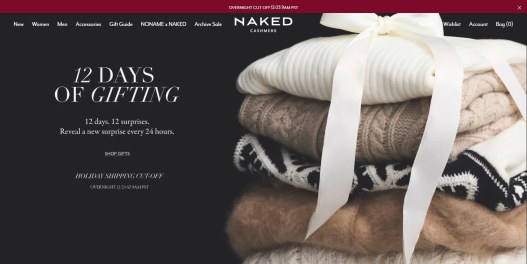 OVERNIGHT CUT OFF 12/23 9AM PST
New Women Men Accessories Gift Guide NONAME x NAKED Archive Sale
NAKED
CASHMERE
Wishlist Account Bag (0)
12 DAYS
OF GIFTING
12 days. 12 surprises.
Reveal a new surprise every 24 hours.
SHOP GIFTS
HOLIDAY SHIPPING CUT-OFF
OVERNIGHT 12/23 AT 9AM PST